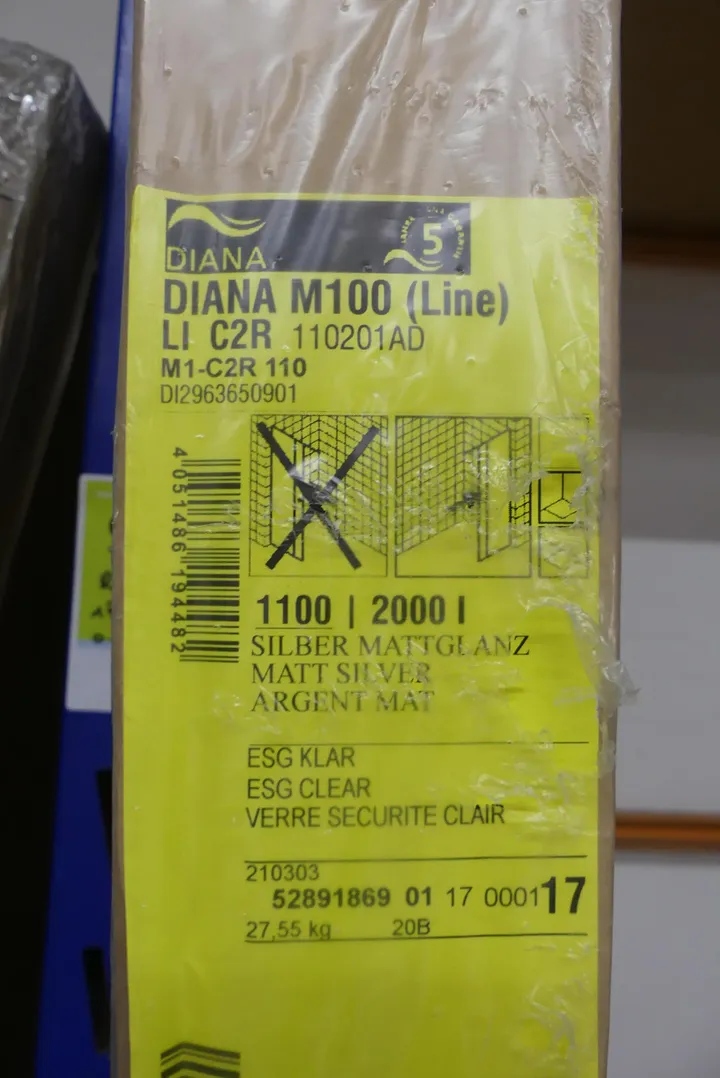 DIANA
5
DIANA M100 (Line)
LI C2R 110201AD
M1-C2R 110
DI2963650901
4 051486 194482
1100 | 2000 I
SILBER MATTGLANZ
MATT SILVER
ARGENT MAT
ESG KLAR
ESG CLEAR
VERRE SECURITE CLAIR
210303
52891869 01 17 000117
27,55 kg 20B